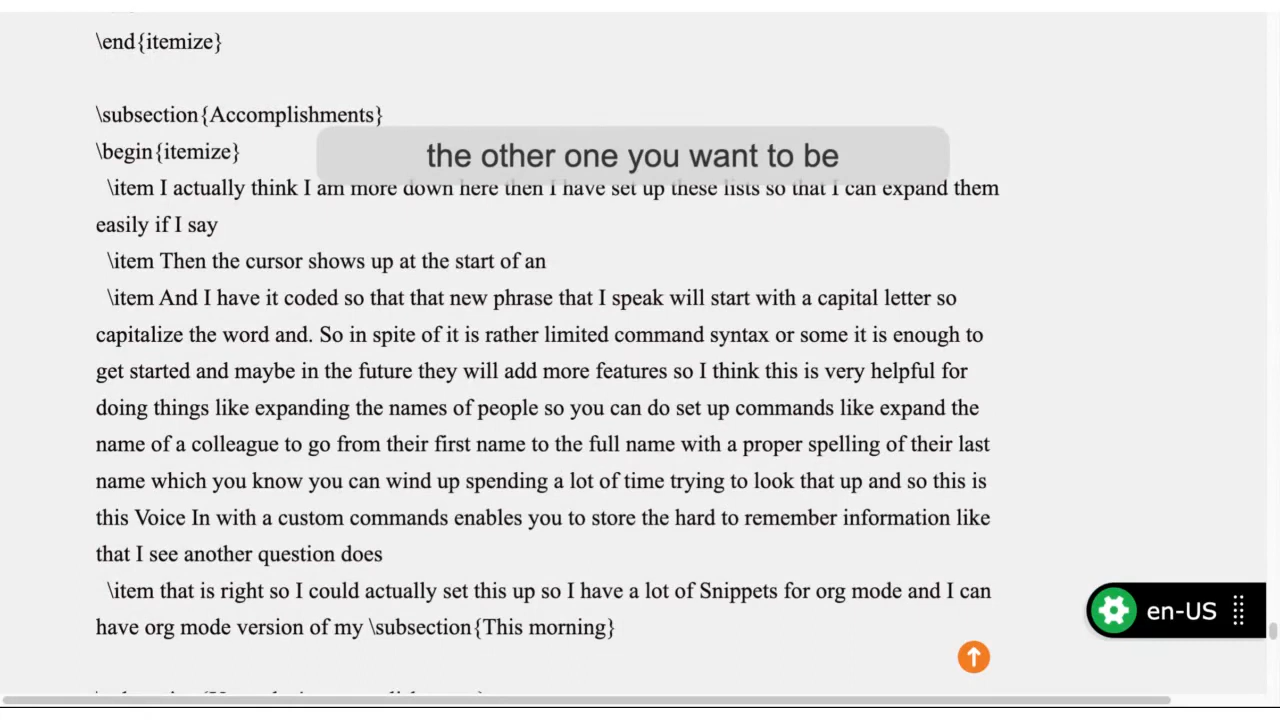 \end{itemize}
\subsection{Accomplishments}
\begin{itemize}
the other one you want to be
\item I actually think I am more down here then I have set up these lists so that I can expand them
easily if I say
\item Then the cursor shows up at the start of an
\item And I have it coded so that that new phrase that I speak will start with a capital letter so
capitalize the word and. So in spite of it is rather limited command syntax or some it is enough to
get started and maybe in the future they will add more features so I think this is very helpful for
doing things like expanding the names of people so you can do set up commands like expand the
name of a colleague to go from their first name to the full name with a proper spelling of their last
name which you know you can wind up spending a lot of time trying to look that up and so this is
this Voice In with a custom commands enables you to store the hard to remember information like
that I see another question does
\item that is right so I could actually set this up so I have a lot of Snippets for org mode and I can
en-US
have org mode version of my \subsection{This morning}